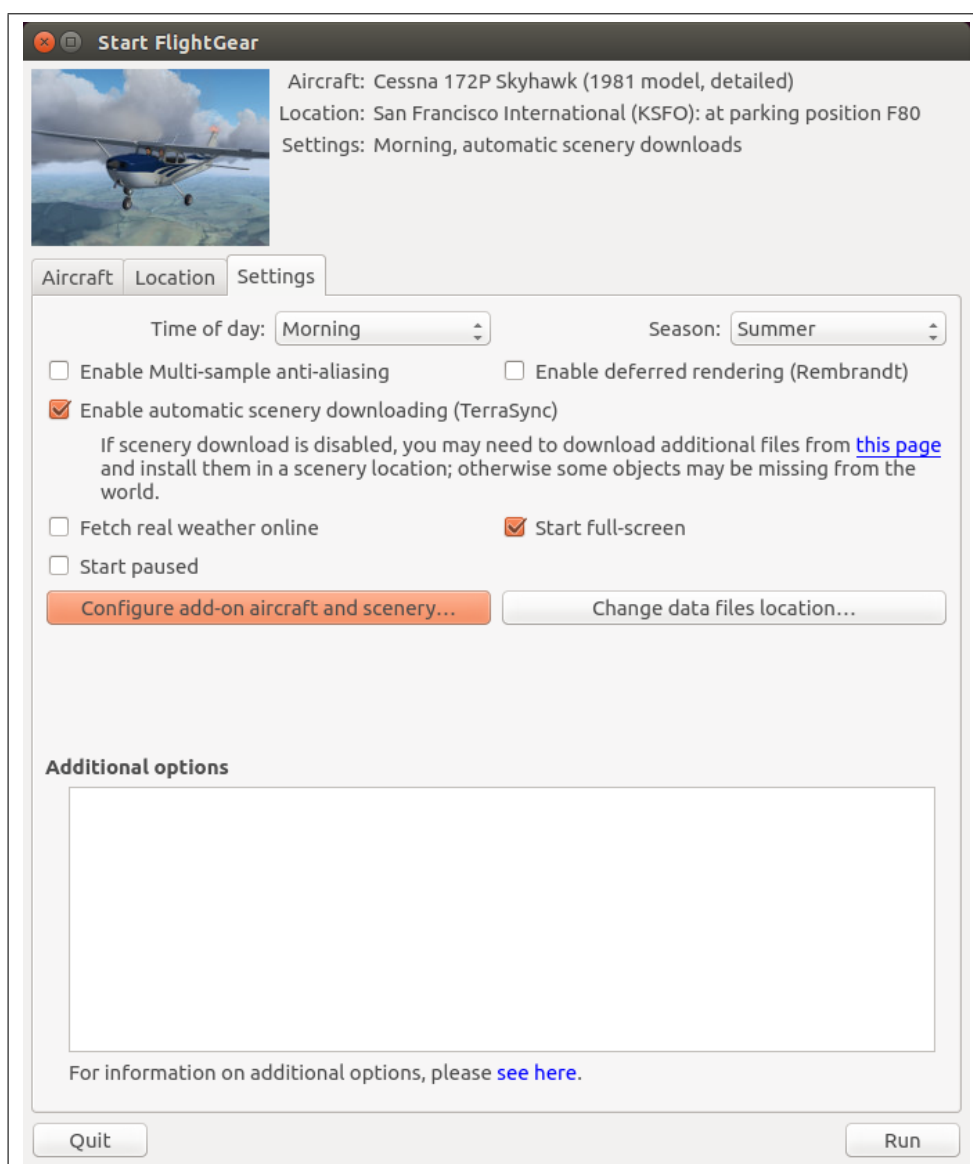 Start FlightGear
Aircraft: Cessna 172P Skyhawk (1981 model, detailed)
Location: San Francisco International (KSFO): at parking position F80
Settings: Morning, automatic scenery downloads
Aircraft Location Settings
Time of day: Morning Season: Summer
Enable Multi-sample anti-aliasing Enable deferred rendering (Rembrandt)
Enable automatic scenery downloading (TerraSync)
If scenery download is disabled, you may need to download additional files from this page
and install them in a scenery location; otherwise some objects may be missing from the
world.
Fetch real weather online Start full-screen
Start paused
Configure add-on aircraft and scenery... Change data files location...
Additional options
For information on additional options, please see here.
Quit Run